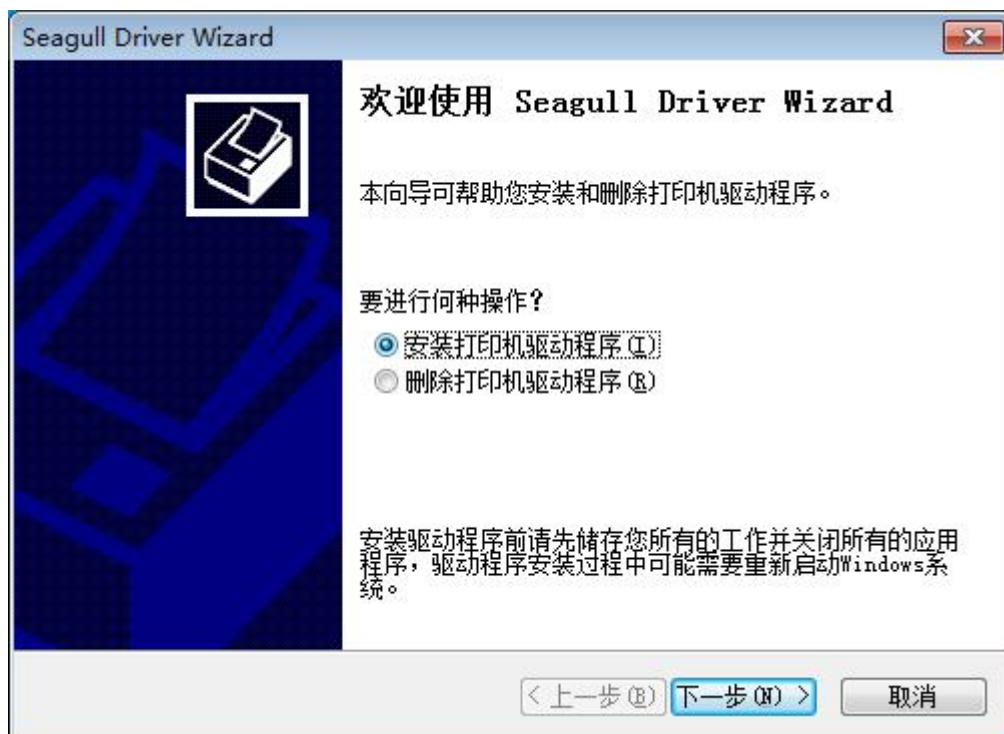 Seagull Driver Wizard
欢迎使用 Seagull Driver Wizard
本向导可帮助您安装和删除打印机驱动程序。
要进行何种操作?
安装打印机驱动程序(I)
删除打印机驱动程序(R)
安装驱动程序前请先储存您所有的工作并关闭所有的应用
程序，驱动程序安装过程中可能需要重新启动Windows系
统。
< 上一步(B) 下一步(N) > 取消